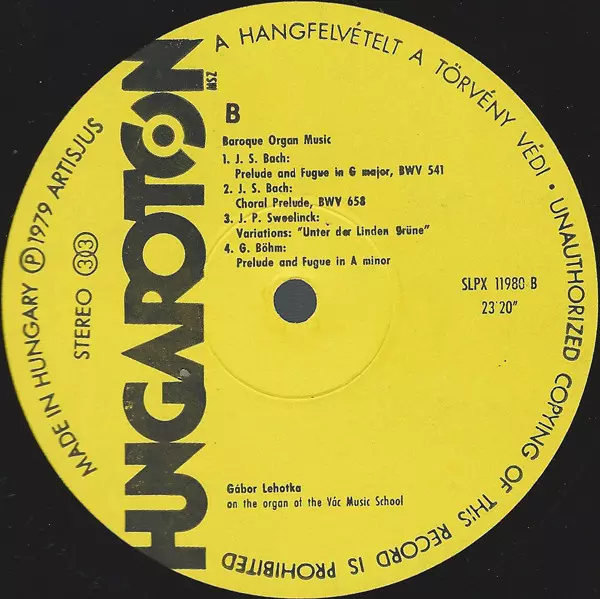 A HANGFELVÉTELT A TÖRVÉNY VÉDI • UNAUTHORIZED COPYING OF THIS RECORD IS PROHIBITED
MADE IN HUNGARY Ⓟ 1979 ARTISJUS
STEREO 33
HUNGAROTON
MSZ
B
Baroque Organ Music
1. J. S. Bach:
Prelude and Fugue in G major, BWV 541
2. J. S. Bach:
Choral Prelude, BWV 658
3. J. P. Sweelinck:
Variations: "Unter der Linden Grüne"
4. G. Böhm:
Prelude and Fugue in A minor
SLPX 11980 B
23'20"
Gábor Lehotka
on the organ of the Vác Music School